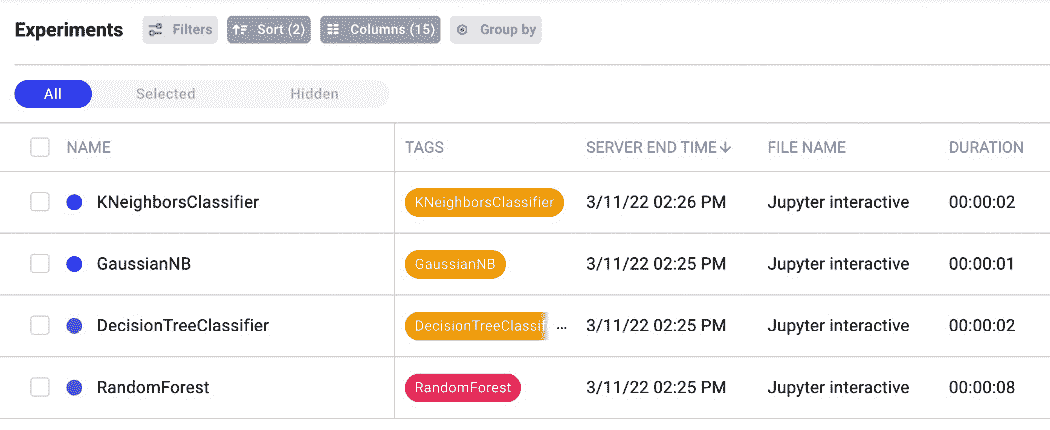 Experiments Filters Sort (2) Columns (15) Group by
All Selected Hidden
NAME TAGS SERVER END TIME↓ FILE NAME DURATION
KNeighborsClassifier KNeighborsClassifier 3/11/22 02:26 PM Jupyter interactive 00:00:02
GaussianNB GaussianNB 3/11/22 02:25 PM Jupyter interactive 00:00:01
DecisionTreeClassifier DecisionTreeClassif ... 3/11/22 02:25 PM Jupyter interactive 00:00:02
RandomForest RandomForest 3/11/22 02:25 PM Jupyter interactive 00:00:08